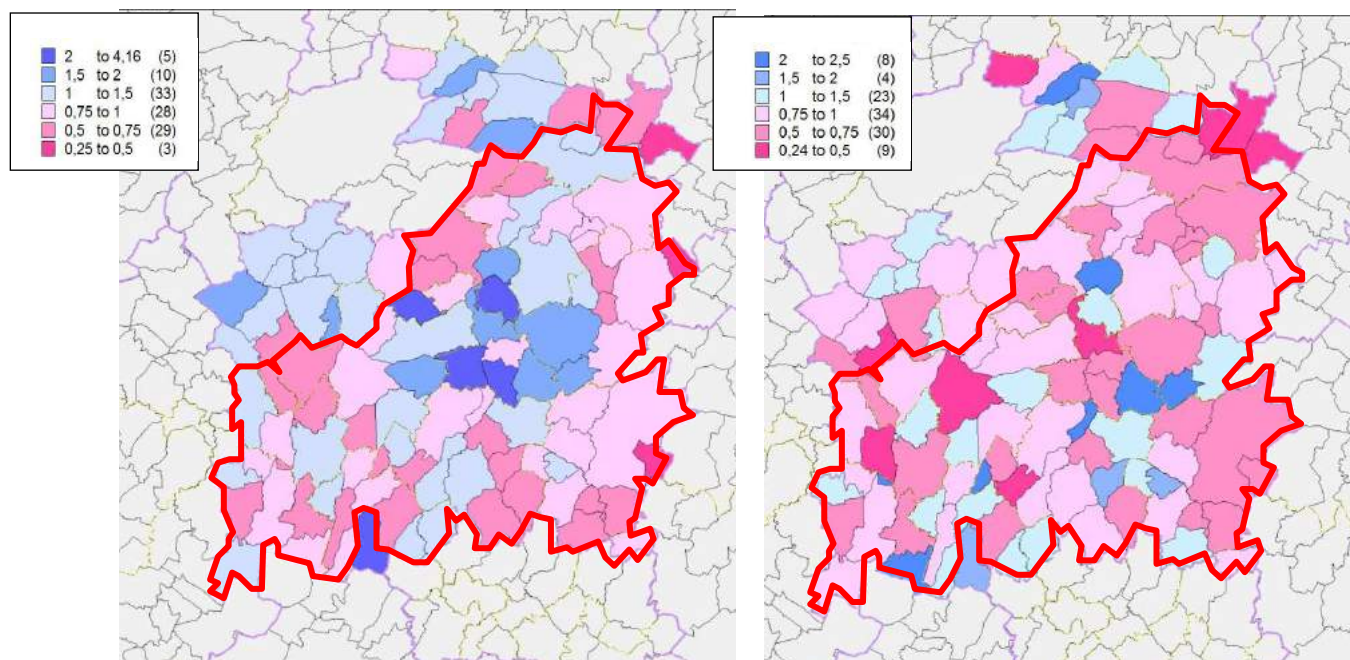 2 to 4,16 (5)
1,5 to 2 (10)
1 to 1,5 (33)
0,75 to 1 (28)
0,5 to 0,75 (29)
0,25 to 0,5 (3)
2 to 2,5 (8)
1,5 to 2 (4)
1 to 1,5 (23)
0,75 to 1 (34)
0,5 to 0,75 (30)
0,24 to 0,5 (9)